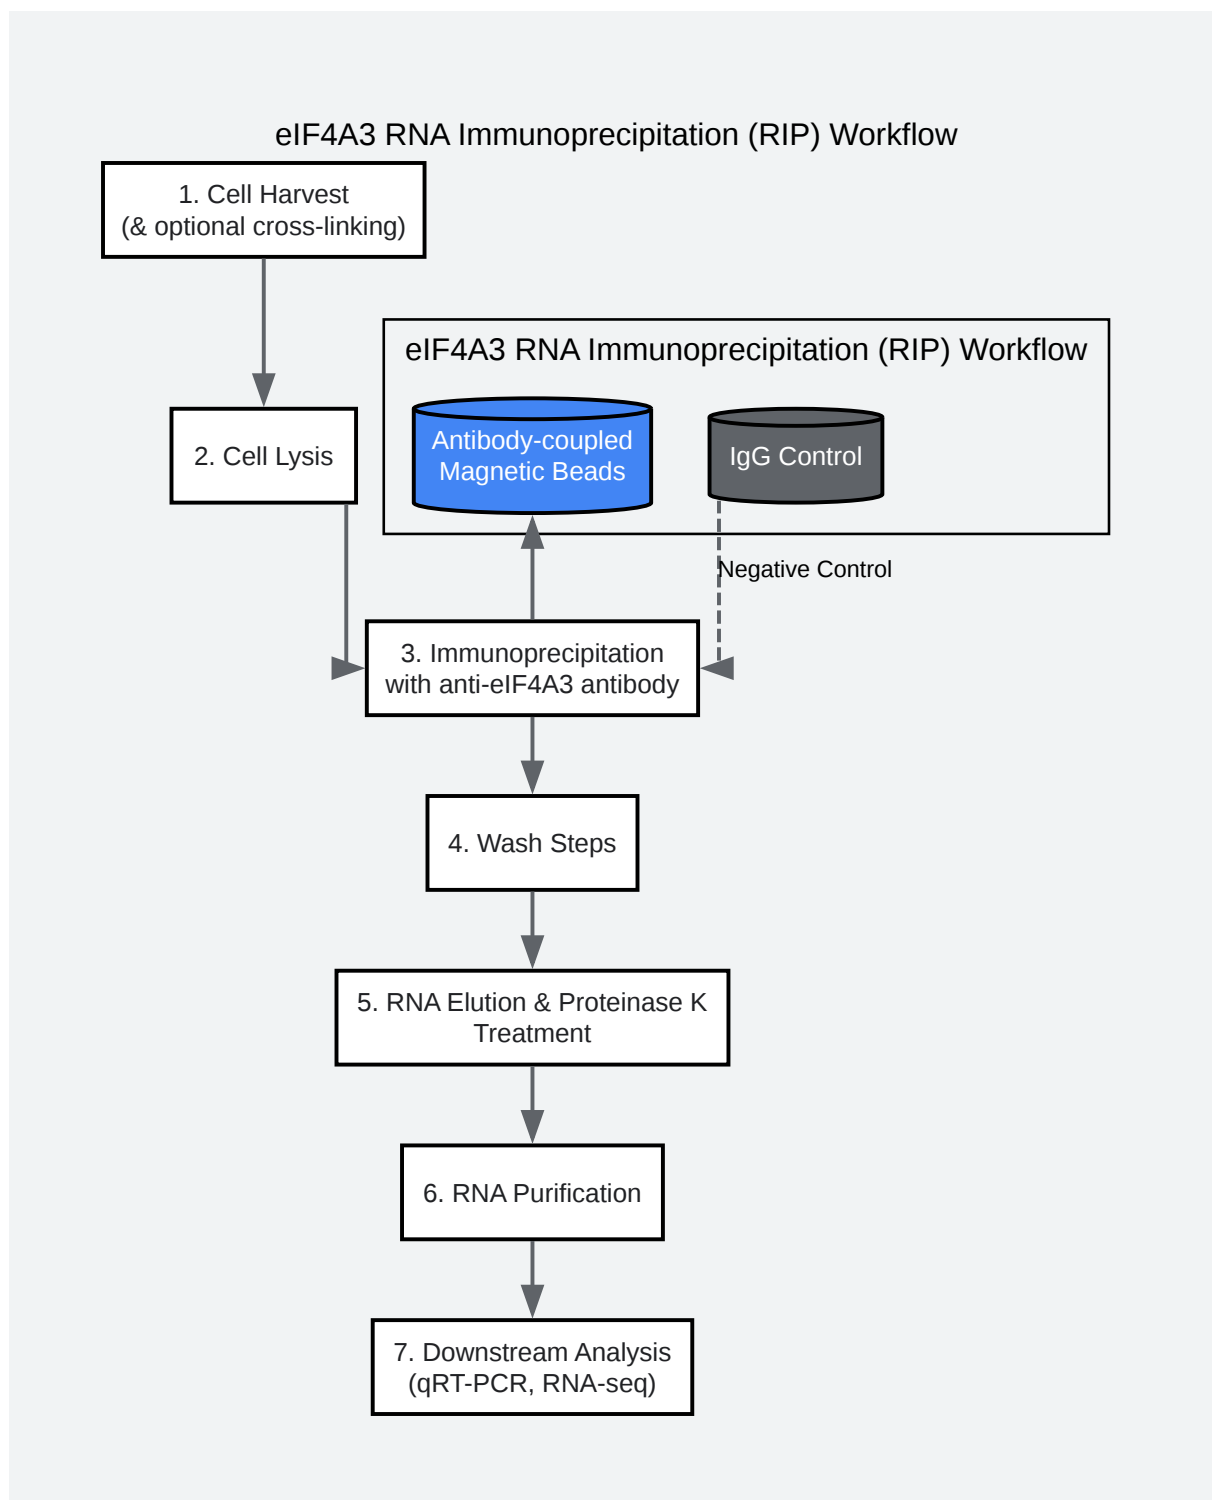 eIF4A3 RNA Immunoprecipitation (RIP) Workflow
1. Cell Harvest
(& optional cross-linking)
eIF4A3 RNA Immunoprecipitation (RIP) Workflow
Antibody-coupled
Magnetic Beads
IgG Control
2. Cell Lysis
Negative Control
3. Immunoprecipitation
with anti-eIF4A3 antibody
4. Wash Steps
5. RNA Elution & Proteinase K
Treatment
6. RNA Purification
7. Downstream Analysis
(qRT-PCR, RNA-seq)